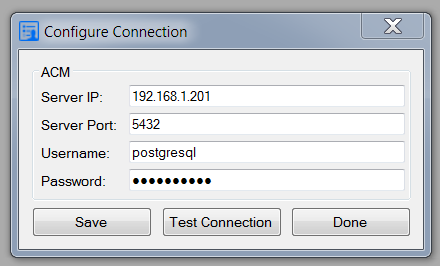 Configure Connection
ACM
Server IP: 192.168.1.201
Server Port: 5432
Username: postgresql
Password: ●●●●●●●●●●
Save Test Connection Done